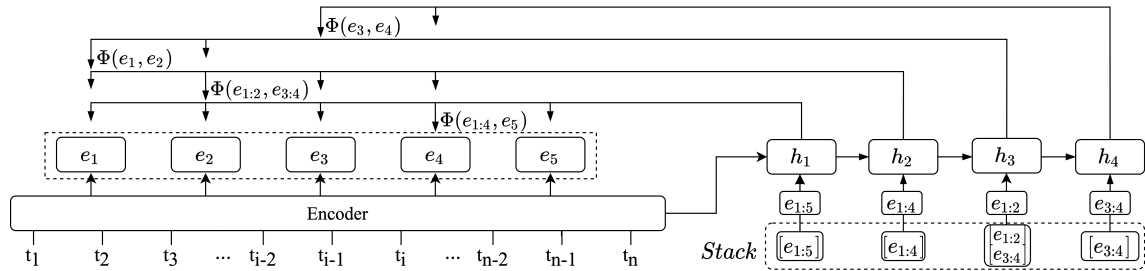 Φ(e₃, e₄)
Φ(e₁, e₂)
Φ(e₁:₂, e₃:₄)
Φ(e₁:₄, e₅)
e₁ e₂ e₃ e₄ e₅ h₁ h₂ h₃ h₄
e₁:₅ e₁:₄ e₁:₂ e₃:₄
Encoder
Stack [e₁:₅] [e₁:₄] [e₁:₂ e₃:₄] [e₃:₄]
t₁ t₂ t₃ ... tᵢ₋₂ tᵢ₋₁ tᵢ ... tₙ₋₂ tₙ₋₁ tₙ